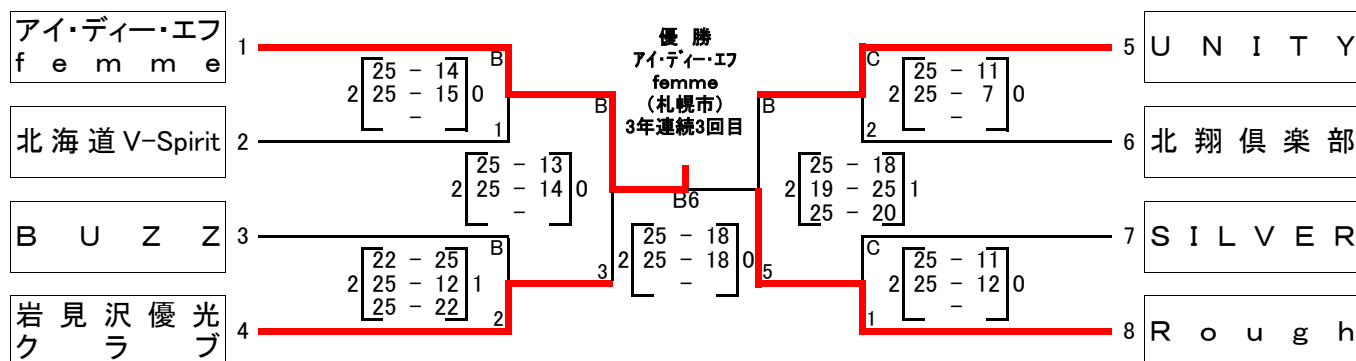 アイ・ディー・エフ
femme
1
北海道V-Spirit
2
BUZZ
3
岩見沢優光
クラブ
4
B
1
25 - 14
2 25 - 15 0
-
B
25 - 13
2 25 - 14 0
-
3
B
2
22 - 25
2 25 - 12 1
25 - 22
優勝
アイ・ディー・エフ
femme
(札幌市)
3年連続3回目
B6
25 - 18
2 25 - 18 0
-
B
5
25 - 18
2 19 - 25 1
25 - 20
C
2
25 - 11
2 25 - 7 0
-
C
1
25 - 11
2 25 - 12 0
-
5
UNITY
6
北翔倶楽部
7
SILVER
8
Rough